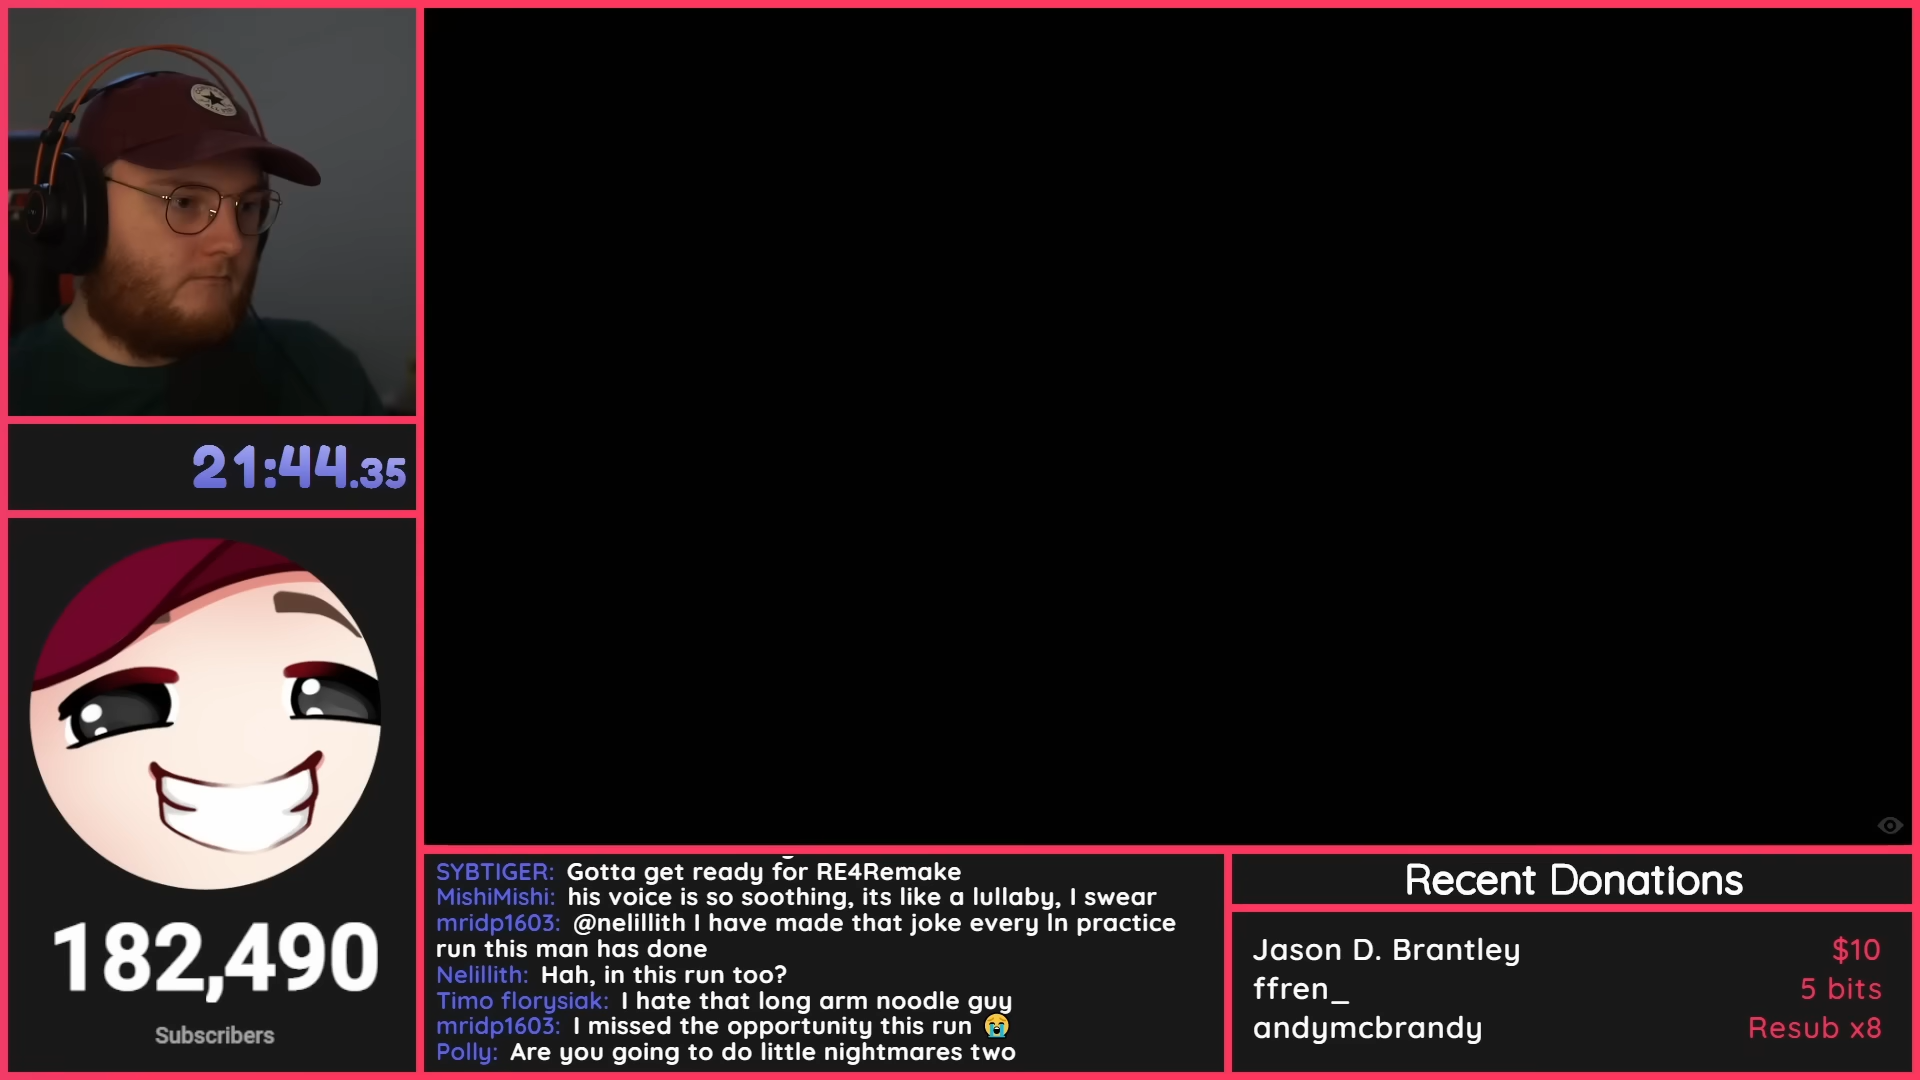 21:44.35
182,490
Subscribers
SYBTIGER: Gotta get ready for RE4Remake
MishiMishi: his voice is so soothing, its like a lullaby, I swear
mridp1603: @nelillith I have made that joke every ln practice
run this man has done
Nelillith: Hah, in this run too?
Timo florysiak: I hate that long arm noodle guy
mridp1603: I missed the opportunity this run 😭
Polly: Are you going to do little nightmares two
Recent Donations
Jason D. Brantley $10
ffren_ 5 bits
andymcbrandy Resub x8